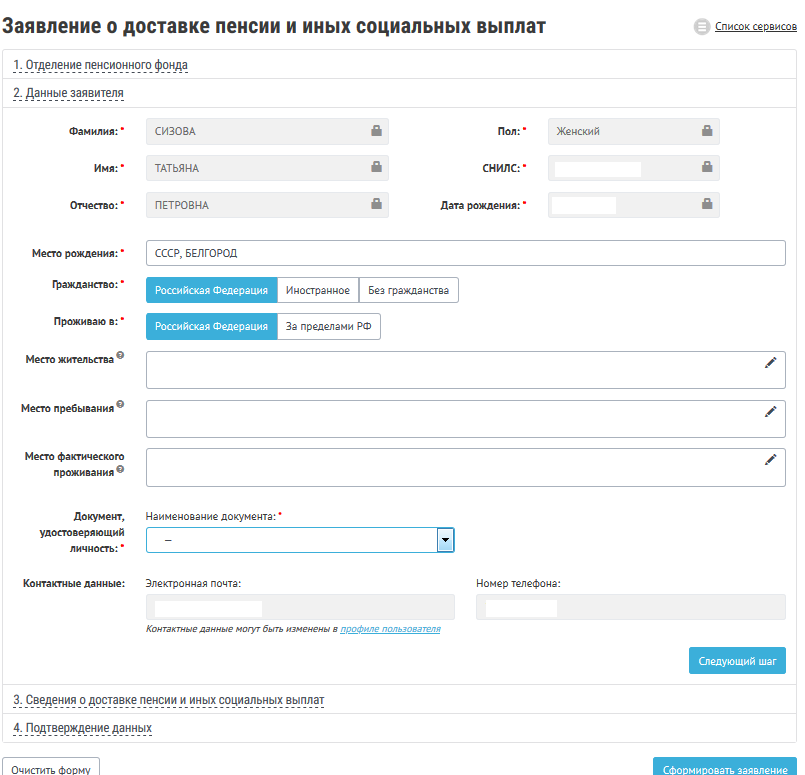 Заявление о доставке пенсии и иных социальных выплат
Список сервисов
1. Отделение пенсионного фонда
2. Данные заявителя
Фамилия:* СИЗОВА Пол:* Женский
Имя:* ТАТЬЯНА СНИЛС:*
Отчество:* ПЕТРОВНА Дата рождения:*
Место рождения:* СССР, БЕЛГОРОД
Гражданство:* Российская Федерация Иностранное Без гражданства
Проживаю в:* Российская Федерация За пределами РФ
Место жительства ?
Место пребывания ?
Место фактического
проживания ?
Документ,
удостоверяющий
личность:*
Наименование документа:*
—
Контактные данные: Электронная почта: Номер телефона:
Контактные данные могут быть изменены в профиле пользователя
Следующий шаг
3. Сведения о доставке пенсии и иных социальных выплат
4. Подтверждение данных
Очистить форму Сформировать заявление